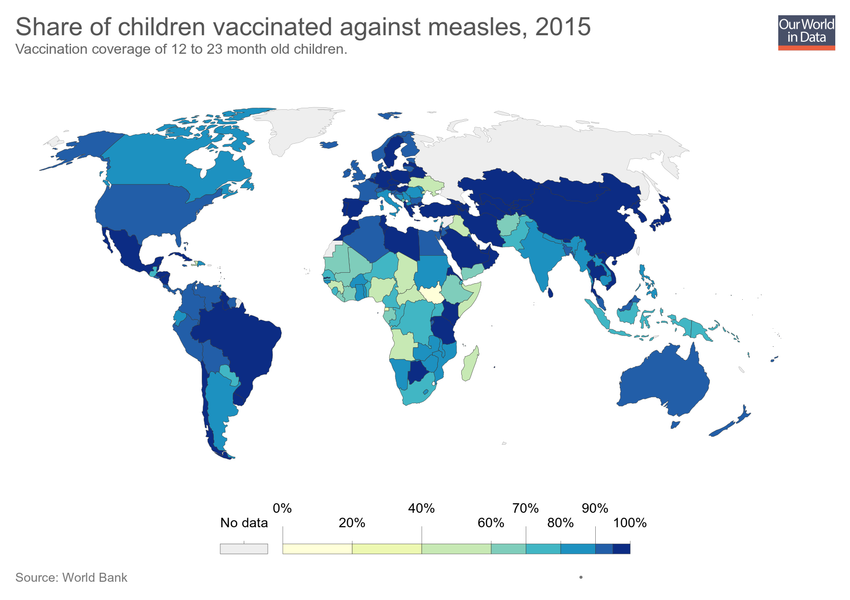 Share of children vaccinated against measles, 2015
Vaccination coverage of 12 to 23 month old children.
Our World
in Data
0% 40% 70% 90%
No data 20% 60% 80% 100%
Source: World Bank